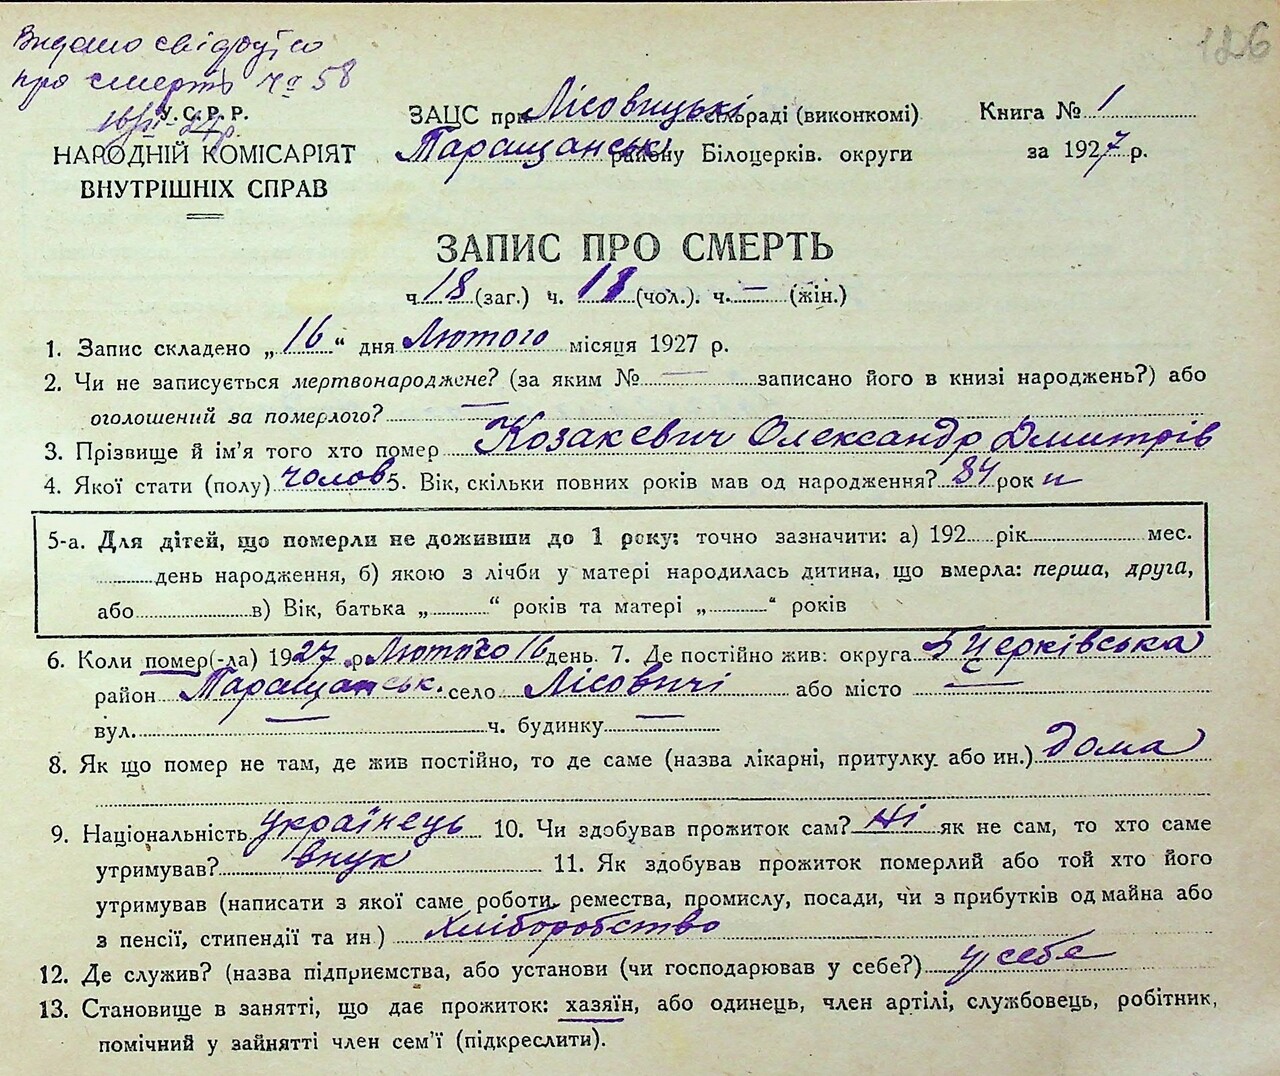 Видано свідоцтво
про смерть № 58
16/II-27р.
У.С.Р.Р.
НАРОДНІЙ КОМІСАРІЯТ
ВНУТРІШНІХ СПРАВ
126
ЗАЦС при Лісовицькі сільраді (виконкомі)
Таращанськ району Білоцерків. округи
Книга № 1
за 1927 р.
ЗАПИС ПРО СМЕРТЬ
ч. 18 (заг.) ч. 11 (чол.). ч. — (жін.)
1. Запис складено „16“ дня Лютого місяця 1927 р.
2. Чи не записується мертвонароджене? (за яким № — записано його в книзі народжень?) або
оголошений за померлого? —
3. Прізвище й ім'я того хто помер Козакевич Олександр Дмитрів
4. Якої стати (полу) чолов 5. Вік, скільки повних років мав од народження? 84 роки
5-а. Для дітей, що померли не доживши до 1 року: точно зазначити: а) 192 рік мес.
день народження, б) якою з лічби у матері народилась дитина, що вмерла: перша, друга,
або в) Вік, батька „ “ років та матері „ “ років
6. Коли помер(-ла) 1927 р Лютого 16 день. 7. Де постійно жив: округа БЦерківська
район Таращанськ. село Лісовичі або місто —
вул. — ч. будинку —
8. Як що помер не там, де жив постійно, то де саме (назва лікарні, притулку або ин.) дома
9. Національність українець 10. Чи здобував прожиток сам? Ні як не сам, то хто саме
утримував? внук 11. Як здобував прожиток померлий або той хто його
утримував (написати з якої саме роботи, ремества, промислу, посади, чи з прибутків од майна або
з пенсії, стипендії та ин.) хліборобство
12. Де служив? (назва підприємства, або установи (чи господарював у себе?) у себе
13. Становище в занятті, що дає прожиток: хазяїн, або одинець, член артілі, службовець, робітник,
помічний у зайнятті член сем'ї (підкреслити).